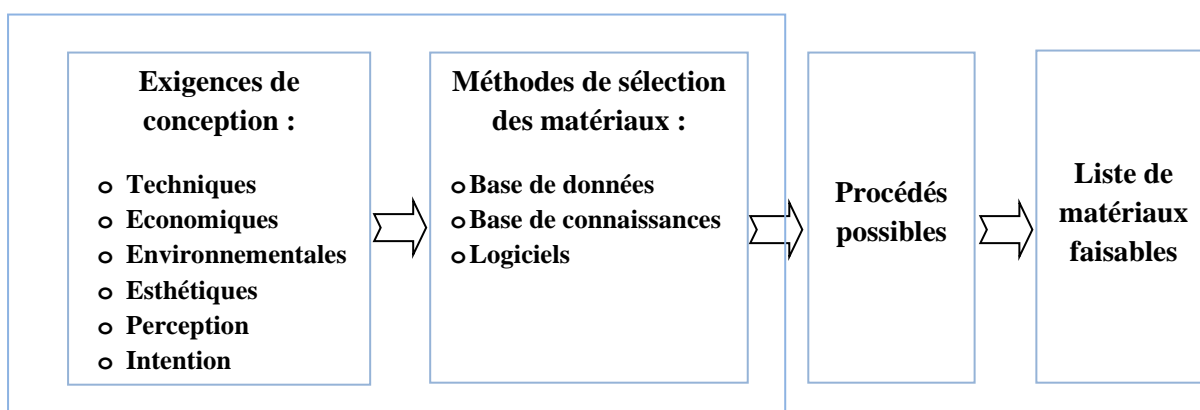 Exigences de
conception :
o Techniques
o Economiques
o Environnementales
o Esthétiques
o Perception
o Intention
Méthodes de sélection
des matériaux :
o Base de données
o Base de connaissances
o Logiciels
Procédés
possibles
Liste de
matériaux
faisables